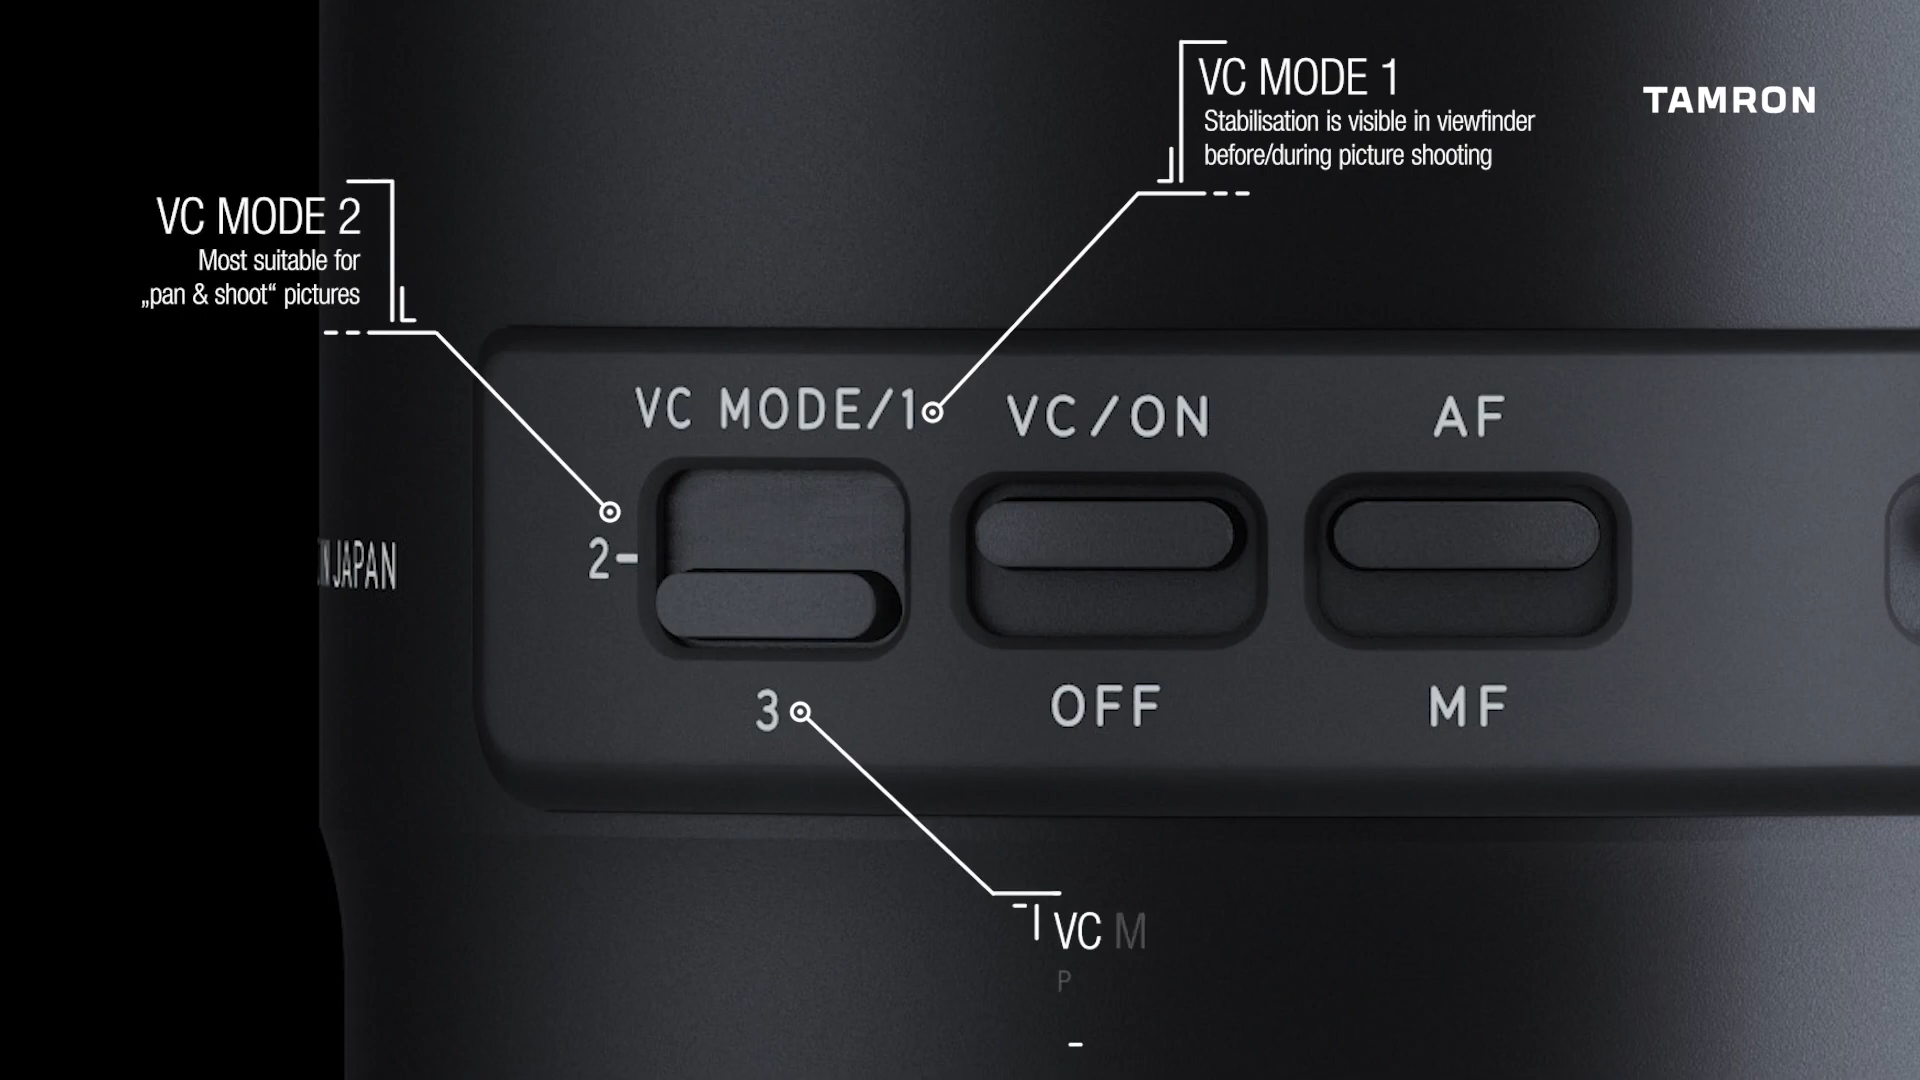 VC MODE 1
Stabilisation is visible in viewfinder
before/during picture shooting
TAMRON
VC MODE 2
Most suitable for
„pan & shoot“ pictures
VC MODE/1
VC/ON
AF
2-
IN JAPAN
3
OFF
MF
VC M
P